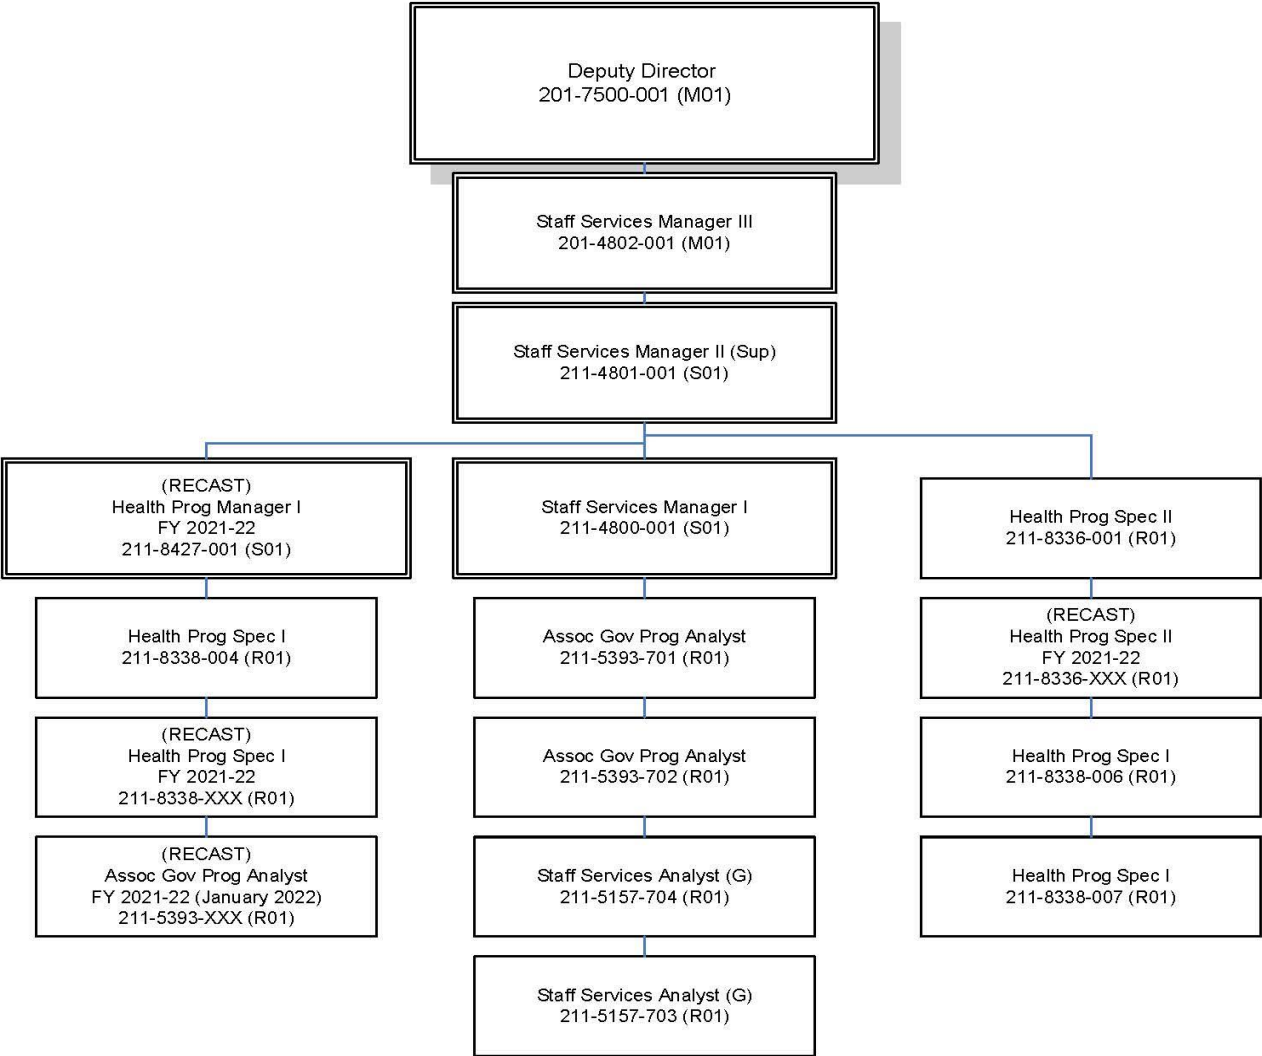 Deputy Director
201-7500-001 (M01)
Staff Services Manager III
201-4802-001 (M01)
Staff Services Manager II (Sup)
211-4801-001 (S01)
(RECAST)
Health Prog Manager I
FY 2021-22
211-8427-001 (S01)
Health Prog Spec I
211-8338-004 (R01)
(RECAST)
Health Prog Spec I
FY 2021-22
211-8338-XXX (R01)
(RECAST)
Assoc Gov Prog Analyst
FY 2021-22 (January 2022)
211-5393-XXX (R01)
Staff Services Manager I
211-4800-001 (S01)
Assoc Gov Prog Analyst
211-5393-701 (R01)
Assoc Gov Prog Analyst
211-5393-702 (R01)
Staff Services Analyst (G)
211-5157-704 (R01)
Staff Services Analyst (G)
211-5157-703 (R01)
Health Prog Spec II
211-8336-001 (R01)
(RECAST)
Health Prog Spec II
FY 2021-22
211-8336-XXX (R01)
Health Prog Spec I
211-8338-006 (R01)
Health Prog Spec I
211-8338-007 (R01)